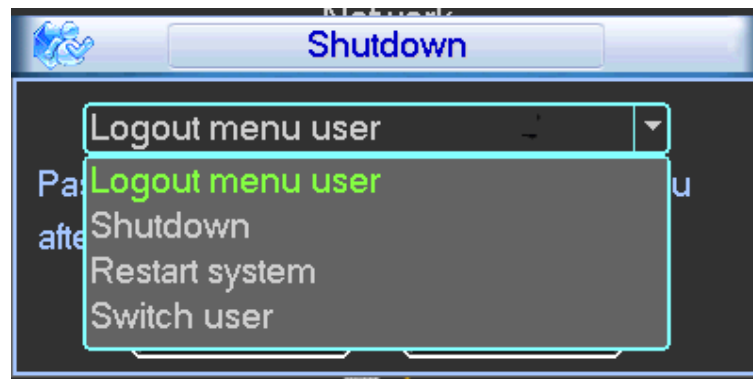 Shutdown
Logout menu user
Logout menu user
Shutdown
Restart system
Switch user